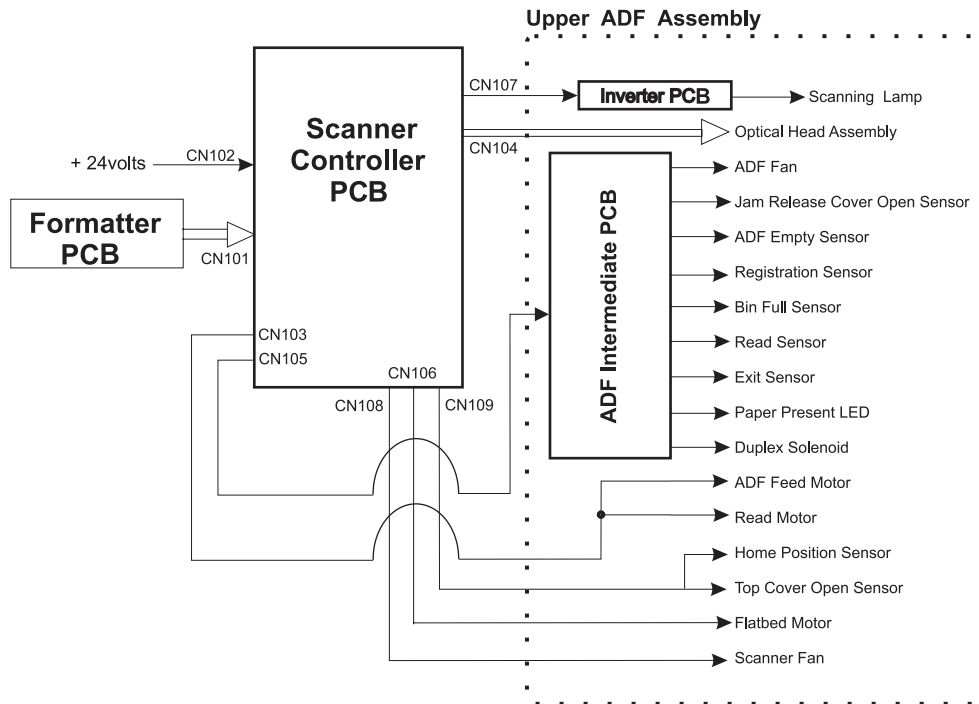 Upper ADF Assembly
CN107
Inverter PCB
Scanning Lamp
Scanner
Controller
PCB
CN104
Optical Head Assembly
+ 24volts
CN102
Formatter
PCB
CN101
ADF Intermediate PCB
ADF Fan
Jam Release Cover Open Sensor
ADF Empty Sensor
Registration Sensor
Bin Full Sensor
Read Sensor
Exit Sensor
Paper Present LED
Duplex Solenoid
CN103
CN105
CN106
CN108
CN109
ADF Feed Motor
Read Motor
Home Position Sensor
Top Cover Open Sensor
Flatbed Motor
Scanner Fan